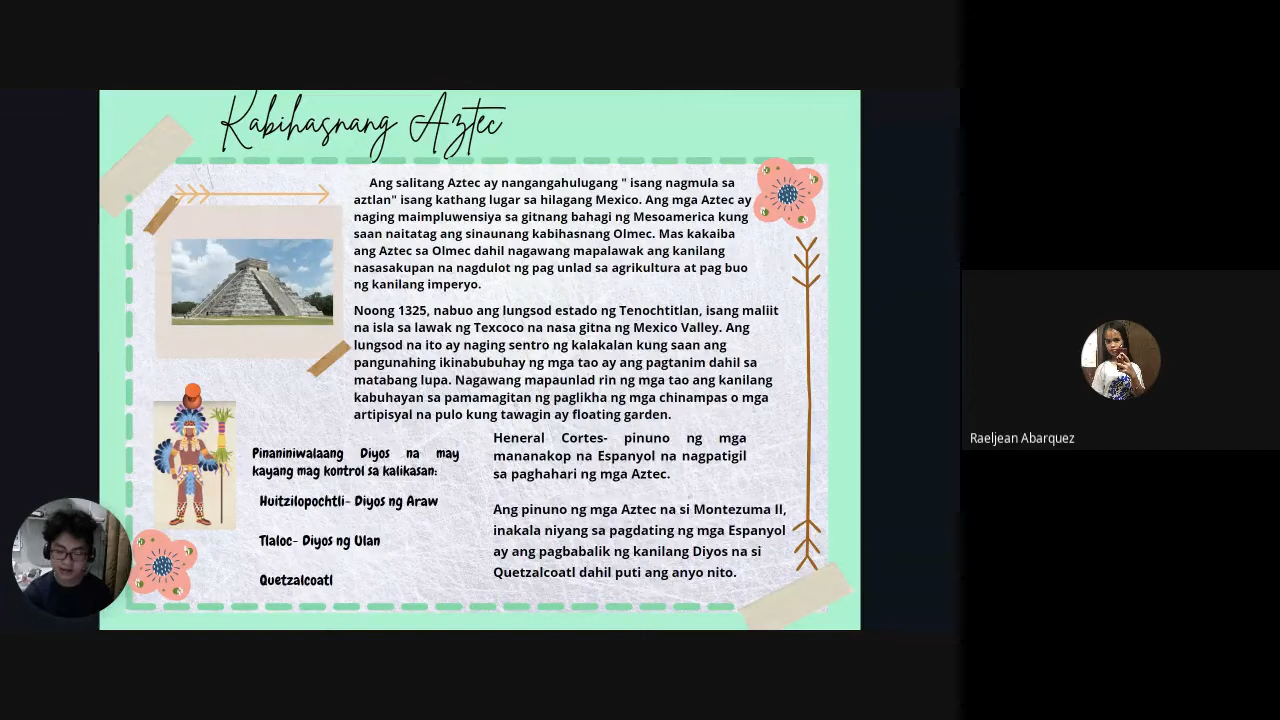 Kabihasnang Aztec
Ang salitang Aztec ay nangangahulugang " isang nagmula sa
aztlan" isang kathang lugar sa hilagang Mexico. Ang mga Aztec ay
naging maimpluwensiya sa gitnang bahagi ng Mesoamerica kung
saan naitatag ang sinaunang kabihasnang Olmec. Mas kakaiba
ang Aztec sa Olmec dahil nagawang mapalawak ang kanilang
nasasakupan na nagdulot ng pag unlad sa agrikultura at pag buo
ng kanilang imperyo.
Noong 1325, nabuo ang lungsod estado ng Tenochtitlan, isang maliit
na isla sa lawak ng Texcoco na nasa gitna ng Mexico Valley. Ang
lungsod na ito ay naging sentro ng kalakalan kung saan ang
pangunahing ikinabubuhay ng mga tao ay ang pagtanim dahil sa
matabang lupa. Nagawang mapaunlad rin ng mga tao ang kanilang
kabuhayan sa pamamagitan ng paglikha ng mga chinampas o mga
artipisyal na pulo kung tawagin ay floating garden.
Pinaniniwalaang Diyos na may
kayang mag kontrol sa kalikasan:
Huitzilopochtli- Diyos ng Araw
Tlaloc- Diyos ng Ulan
Quetzalcoatl
Heneral Cortes- pinuno ng mga
mananakop na Espanyol na nagpatigil
sa paghahari ng mga Aztec.
Ang pinuno ng mga Aztec na si Montezuma II,
inakala niyang sa pagdating ng mga Espanyol
ay ang pagbabalik ng kanilang Diyos na si
Quetzalcoatl dahil puti ang anyo nito.
Raeljean Abarquez